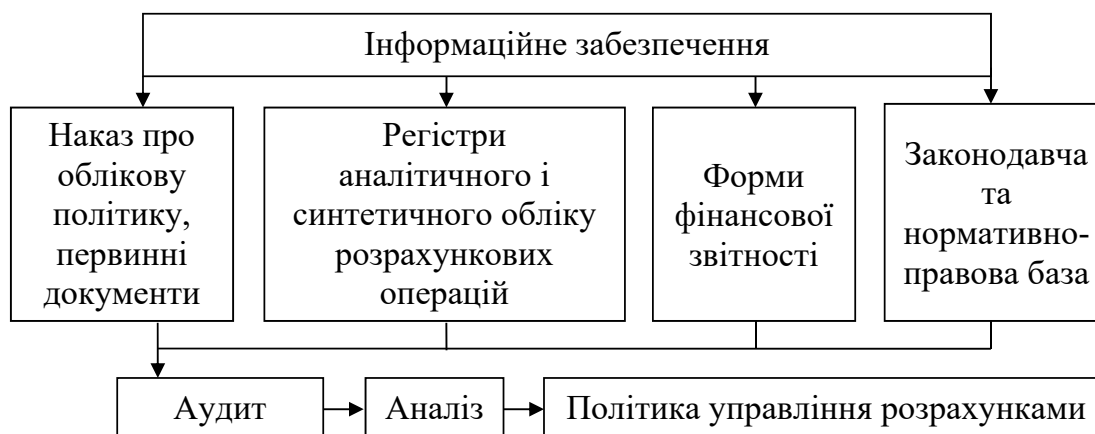 Інформаційне забезпечення
Наказ про
облікову
політику,
первинні
документи
Регістри
аналітичного і
синтетичного обліку
розрахункових
операцій
Форми
фінансової
звітності
Законодавча
та
нормативно-
правова база
Аудит
Аналіз
Політика управління розрахунками